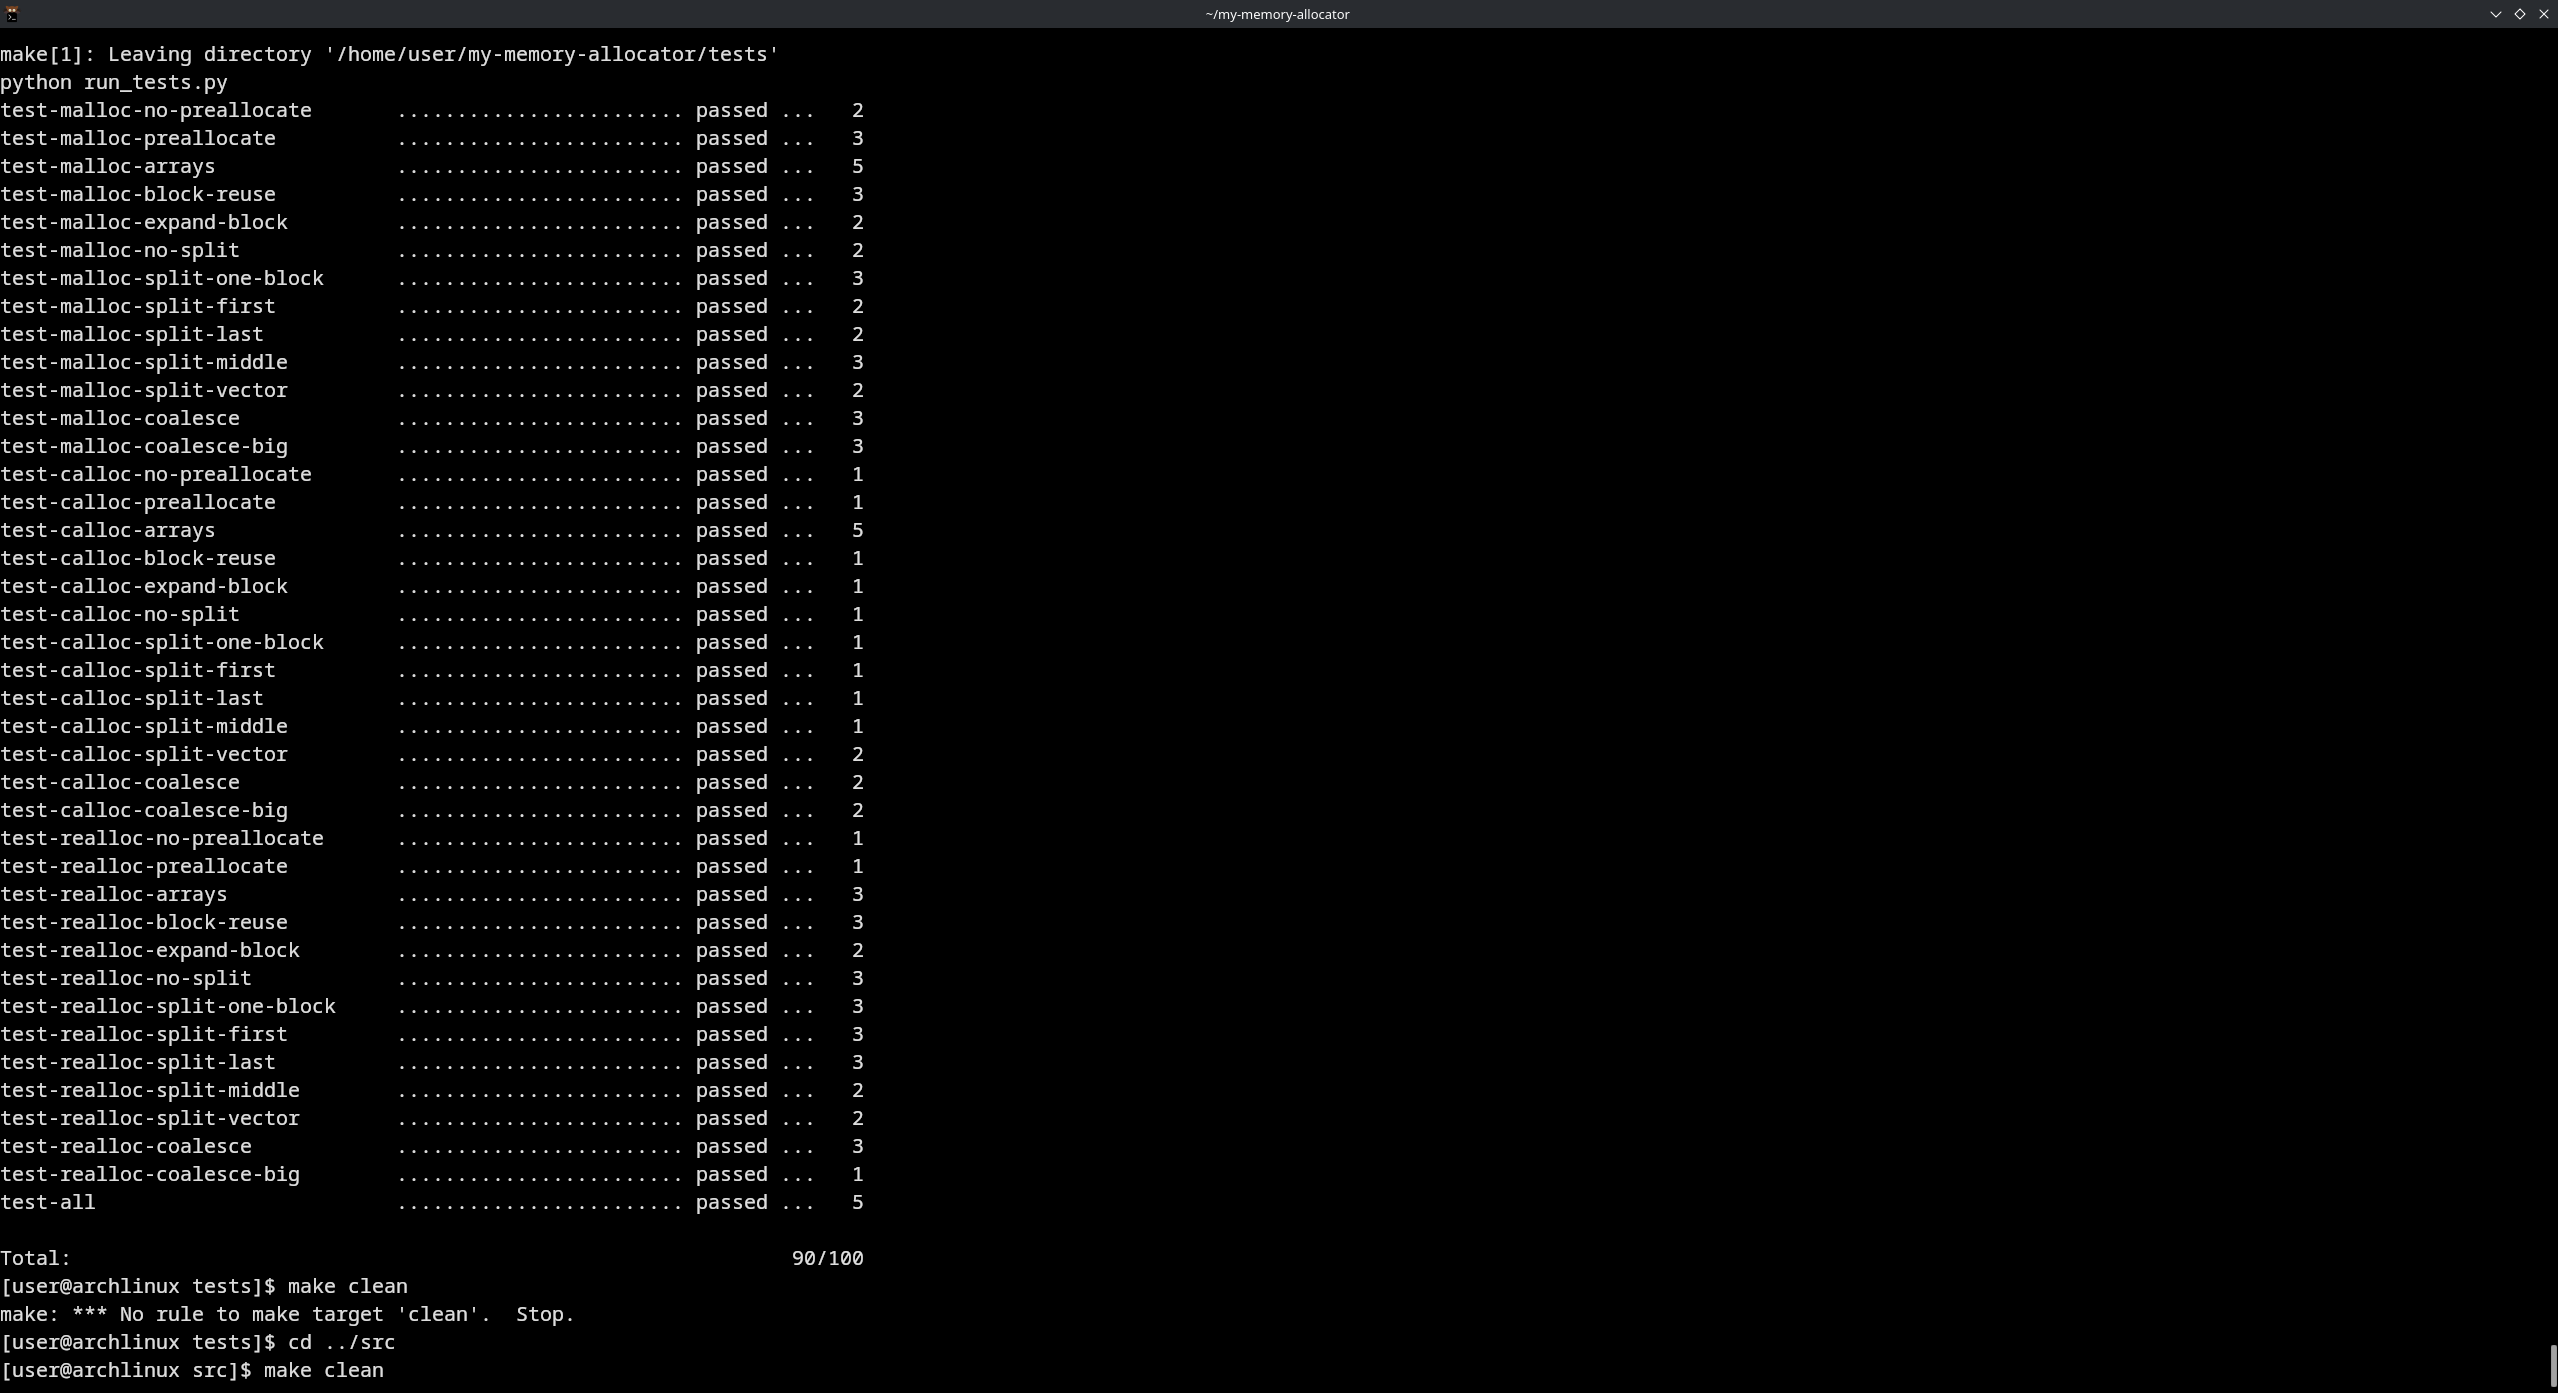 ~/my-memory-allocator
make[1]: Leaving directory '/home/user/my-memory-allocator/tests'
python run_tests.py
test-malloc-no-preallocate       ........................ passed ...   2
test-malloc-preallocate          ........................ passed ...   3
test-malloc-arrays               ........................ passed ...   5
test-malloc-block-reuse          ........................ passed ...   3
test-malloc-expand-block         ........................ passed ...   2
test-malloc-no-split             ........................ passed ...   2
test-malloc-split-one-block      ........................ passed ...   3
test-malloc-split-first          ........................ passed ...   2
test-malloc-split-last           ........................ passed ...   2
test-malloc-split-middle         ........................ passed ...   3
test-malloc-split-vector         ........................ passed ...   2
test-malloc-coalesce             ........................ passed ...   3
test-malloc-coalesce-big         ........................ passed ...   3
test-calloc-no-preallocate       ........................ passed ...   1
test-calloc-preallocate          ........................ passed ...   1
test-calloc-arrays               ........................ passed ...   5
test-calloc-block-reuse          ........................ passed ...   1
test-calloc-expand-block         ........................ passed ...   1
test-calloc-no-split             ........................ passed ...   1
test-calloc-split-one-block      ........................ passed ...   1
test-calloc-split-first          ........................ passed ...   1
test-calloc-split-last           ........................ passed ...   1
test-calloc-split-middle         ........................ passed ...   1
test-calloc-split-vector         ........................ passed ...   2
test-calloc-coalesce             ........................ passed ...   2
test-calloc-coalesce-big         ........................ passed ...   2
test-realloc-no-preallocate      ........................ passed ...   1
test-realloc-preallocate         ........................ passed ...   1
test-realloc-arrays              ........................ passed ...   3
test-realloc-block-reuse         ........................ passed ...   3
test-realloc-expand-block        ........................ passed ...   2
test-realloc-no-split            ........................ passed ...   3
test-realloc-split-one-block     ........................ passed ...   3
test-realloc-split-first         ........................ passed ...   3
test-realloc-split-last          ........................ passed ...   3
test-realloc-split-middle        ........................ passed ...   2
test-realloc-split-vector        ........................ passed ...   2
test-realloc-coalesce            ........................ passed ...   3
test-realloc-coalesce-big        ........................ passed ...   1
test-all                         ........................ passed ...   5
Total:                                                            90/100
[user@archlinux tests]$ make clean
make: *** No rule to make target 'clean'.  Stop.
[user@archlinux tests]$ cd ../src
[user@archlinux src]$ make clean